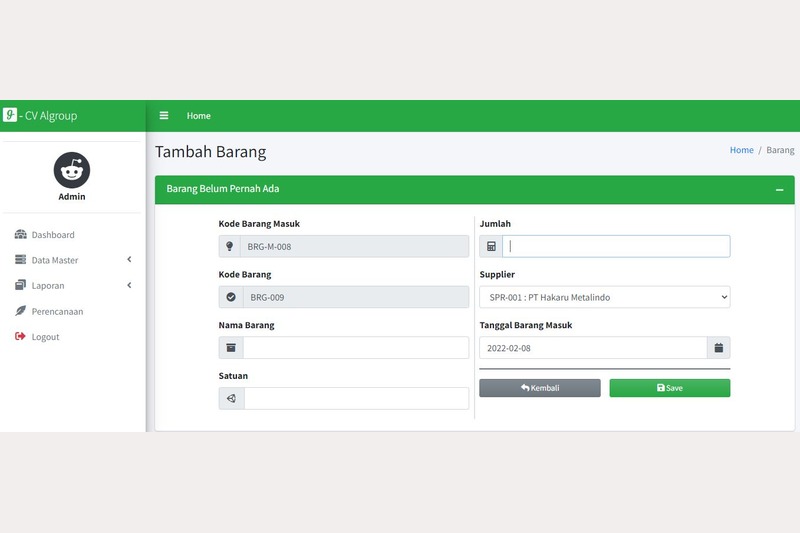 - CV Algroup
Home
Tambah Barang
Home / Barang
Admin
Barang Belum Pernah Ada
Dashboard
Data Master
Laporan
Perencanaan
Logout
Kode Barang Masuk
BRG-M-008
Kode Barang
BRG-009
Nama Barang
Satuan
Jumlah
Supplier
SPR-001 : PT Hakaru Metalindo
Tanggal Barang Masuk
2022-02-08
Kembali
Save